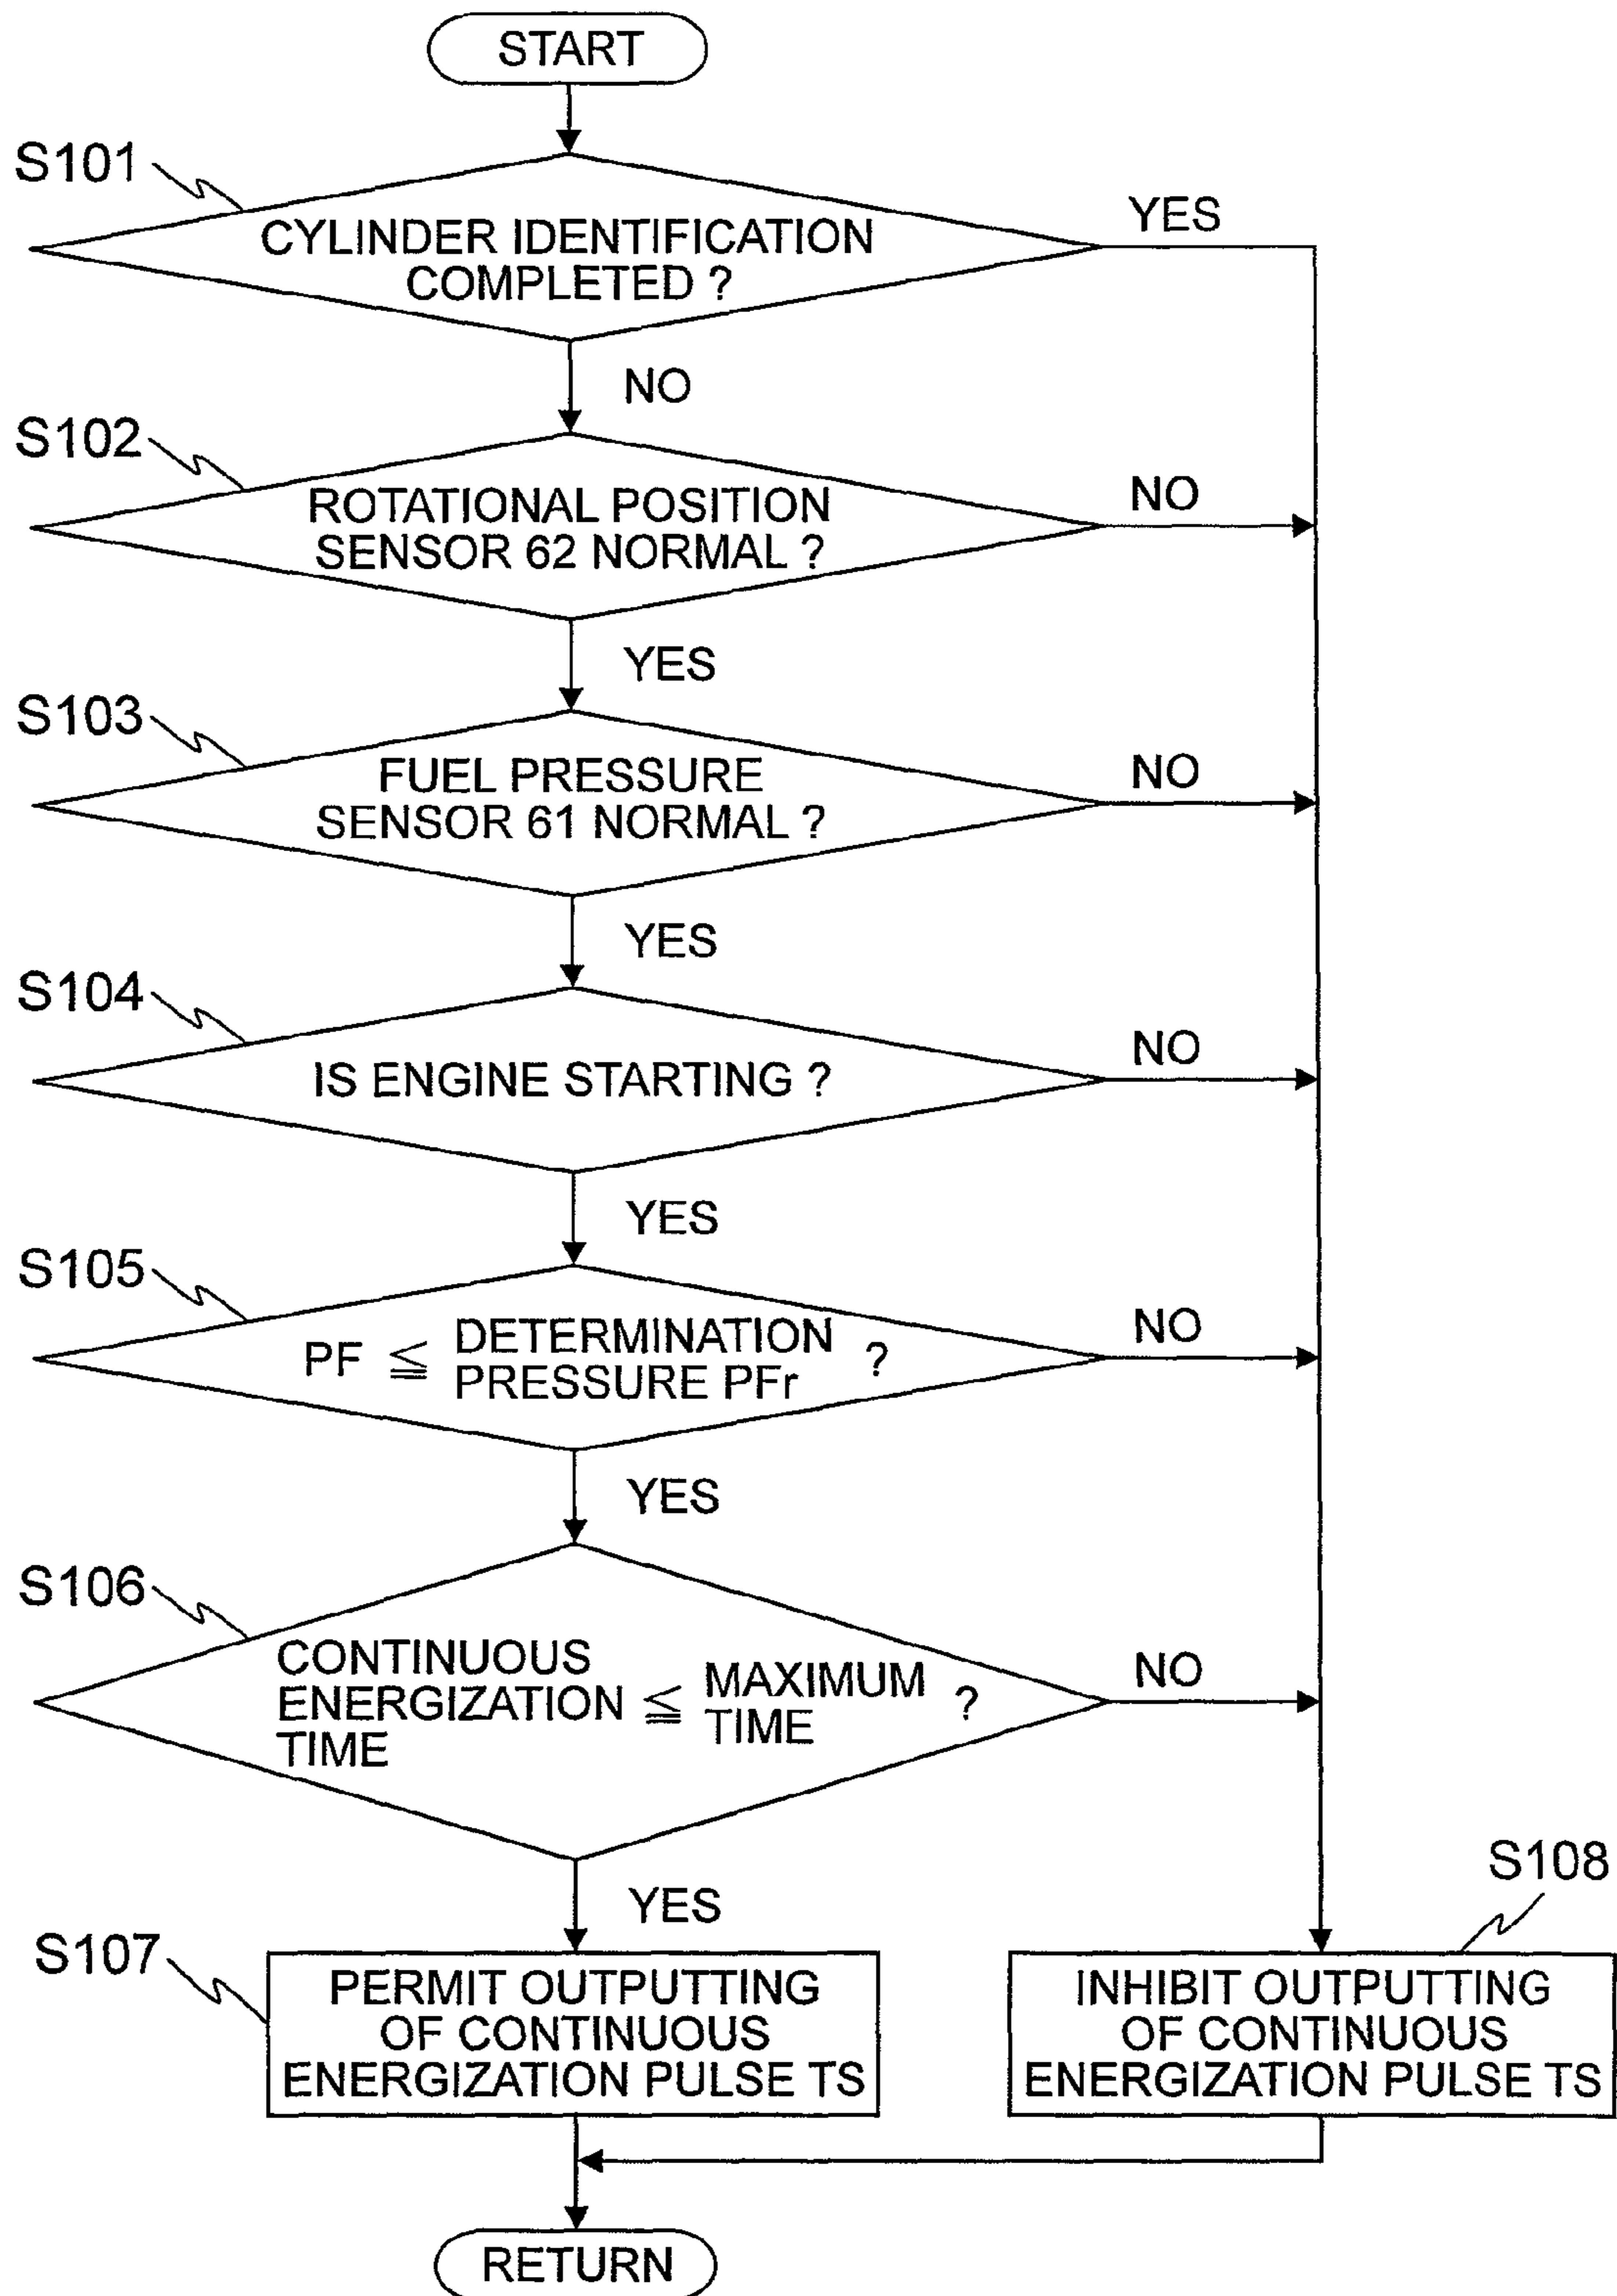 START
S101
CYLINDER IDENTIFICATION
COMPLETED ?
YES
NO
S102
ROTATIONAL POSITION
SENSOR 62 NORMAL ?
NO
YES
S103
FUEL PRESSURE
SENSOR 61 NORMAL ?
NO
YES
S104
IS ENGINE STARTING ?
NO
YES
S105
PF ≦ DETERMINATION
PRESSURE PFr ?
NO
YES
S106
CONTINUOUS
ENERGIZATION
TIME
≦
MAXIMUM
TIME
?
NO
YES
S107
PERMIT OUTPUTTING
OF CONTINUOUS
ENERGIZATION PULSE TS
S108
INHIBIT OUTPUTTING
OF CONTINUOUS
ENERGIZATION PULSE TS
RETURN